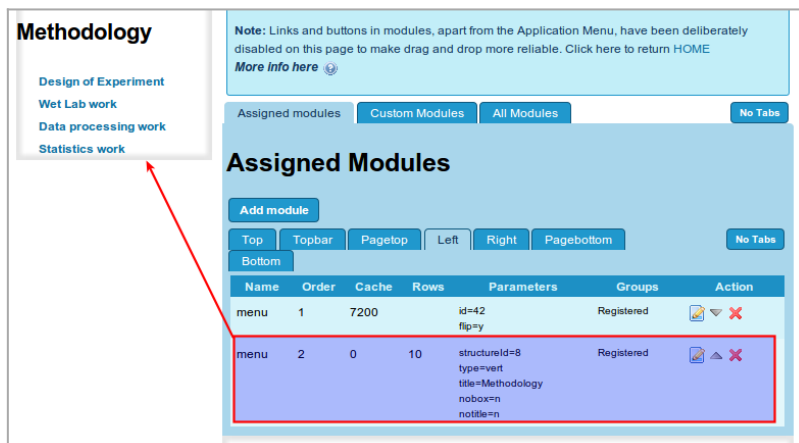 Methodology
Design of Experiment
Wet Lab work
Data processing work
Statistics work
Note: Links and buttons in modules, apart from the Application Menu, have been deliberately
disabled on this page to make drag and drop more reliable. Click here to return HOME
More info here
Assigned modules Custom Modules All Modules No Tabs
Assigned Modules
Add module
Top Topbar Pagetop Left Right Pagebottom No Tabs
Bottom
Name Order Cache Rows Parameters Groups Action
menu 1 7200 id=42 Registered
flip=y
menu 2 0 10 structureId=8 Registered
type=vert
title=Methodology
nobox=n
notitle=n